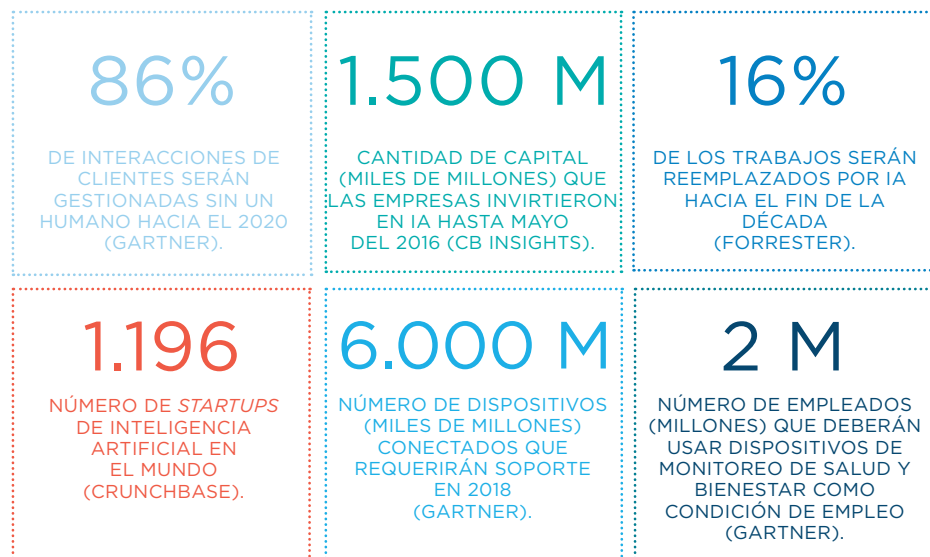 86%
DE INTERACCIONES DE
CLIENTES SERÁN
GESTIONADAS SIN UN
HUMANO HACIA EL 2020
(GARTNER).
1.500 M
CANTIDAD DE CAPITAL
(MILES DE MILLONES) QUE
LAS EMPRESAS INVIRTIERON
EN IA HASTA MAYO
DEL 2016 (CB INSIGHTS).
16%
DE LOS TRABAJOS SERÁN
REEMPLAZADOS POR IA
HACIA EL FIN DE LA
DÉCADA
(FORRESTER).
1.196
NÚMERO DE STARTUPS
DE INTELIGENCIA
ARTIFICIAL EN
EL MUNDO
(CRUNCHBASE).
6.000 M
NÚMERO DE DISPOSITIVOS
(MILES DE MILLONES)
CONECTADOS QUE
REQUERIRÁN SOPORTE
EN 2018
(GARTNER).
2 M
NÚMERO DE EMPLEADOS
(MILLONES) QUE DEBERÁN
USAR DISPOSITIVOS DE
MONITOREO DE SALUD Y
BIENESTAR COMO
CONDICIÓN DE EMPLEO
(GARTNER).